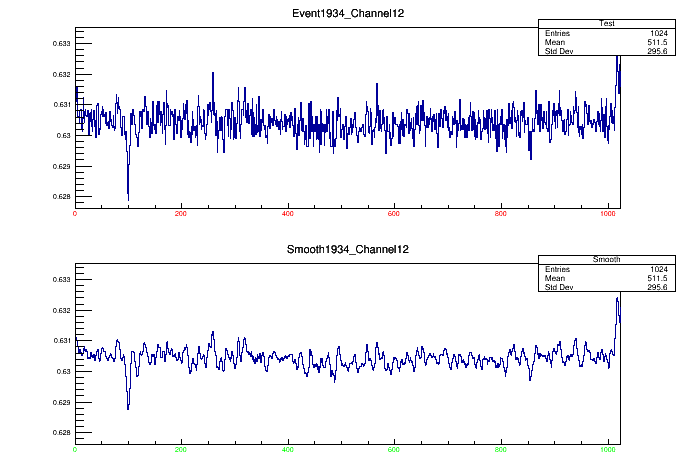 Event1934_Channel12
Test
Entries 1024
Mean 511.5
Std Dev 295.6
0.633
0.632
0.631
0.63
0.629
0.628
0 200 400 600 800 1000
Smooth1934_Channel12
Smooth
Entries 1024
Mean 511.5
Std Dev 295.6
0.633
0.632
0.631
0.63
0.629
0.628
0 200 400 600 800 1000